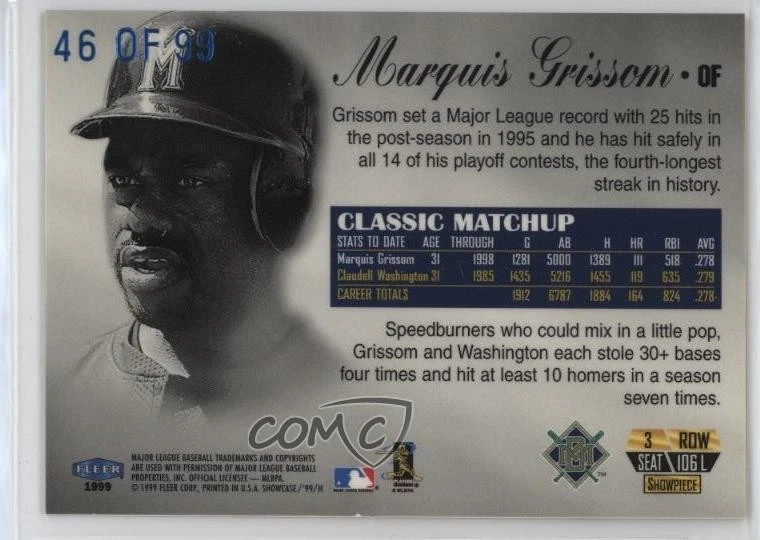 46 OF 99
M
Marquis Grissom • OF
Grissom set a Major League record with 25 hits in
the post-season in 1995 and he has hit safely in
all 14 of his playoff contests, the fourth-longest
streak in history.
CLASSIC MATCHUP
STATS TO DATE AGE THROUGH G AB H HR RBI AVG
Marquis Grissom 31 1998 1281 5000 1389 111 518 .278
Claudell Washington 31 1985 1435 5216 1455 119 635 .279
CAREER TOTALS 1912 6787 1884 164 824 .278
Speedburners who could mix in a little pop,
Grissom and Washington each stole 30+ bases
four times and hit at least 10 homers in a season
seven times.
COMC
FLEER
1999
MAJOR LEAGUE BASEBALL TRADEMARKS AND COPYRIGHTS
ARE USED WITH PERMISSION OF MAJOR LEAGUE BASEBALL
PROPERTIES, INC. OFFICIAL LICENSEE — MLBPA.
© 1999 FLEER CORP., PRINTED IN U.S.A. SHOWCASE/'99/H
M
TM
3 ROW
SEAT 106L
SHOWPIECE